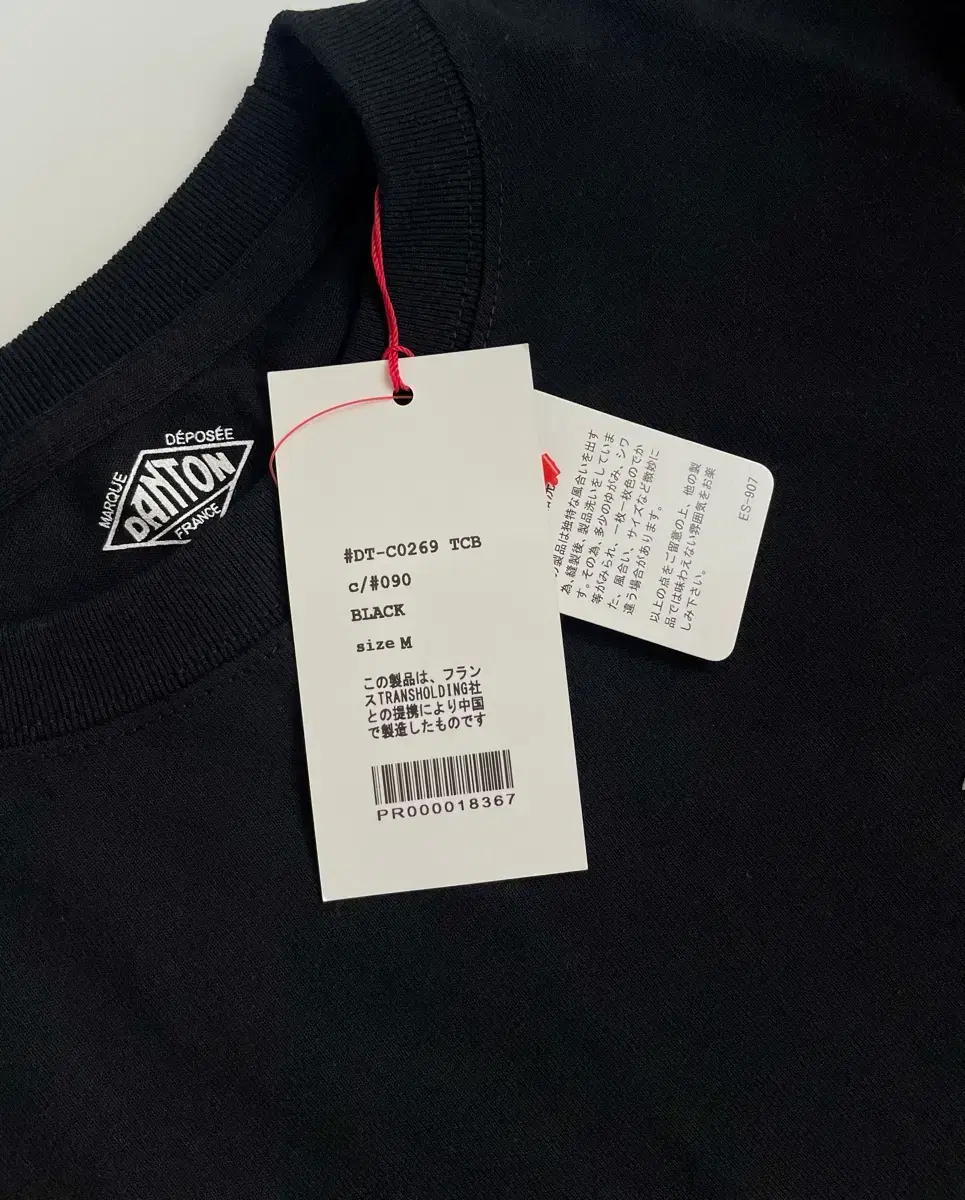 DÉPOSÉE
MARQUE
DANTON
FRANCE
#DT-C0269 TCB
c/#090
BLACK
size M
この製品は、フラン
スTRANSHOLDING社
との提携により中国
で製造したものです
PR000018367
製品は独特な風合いを出す
為、縫製後、製品洗いをしていま
す。その為、多少のゆがみ、シワ
等がみられ、一枚一枚色のでか
た、風合い、サイズなど微妙に
違う場合があります。
以上の点をご留意の上、他の製
品では味わえない雰囲気をお楽
しみ下さい。
ES-907